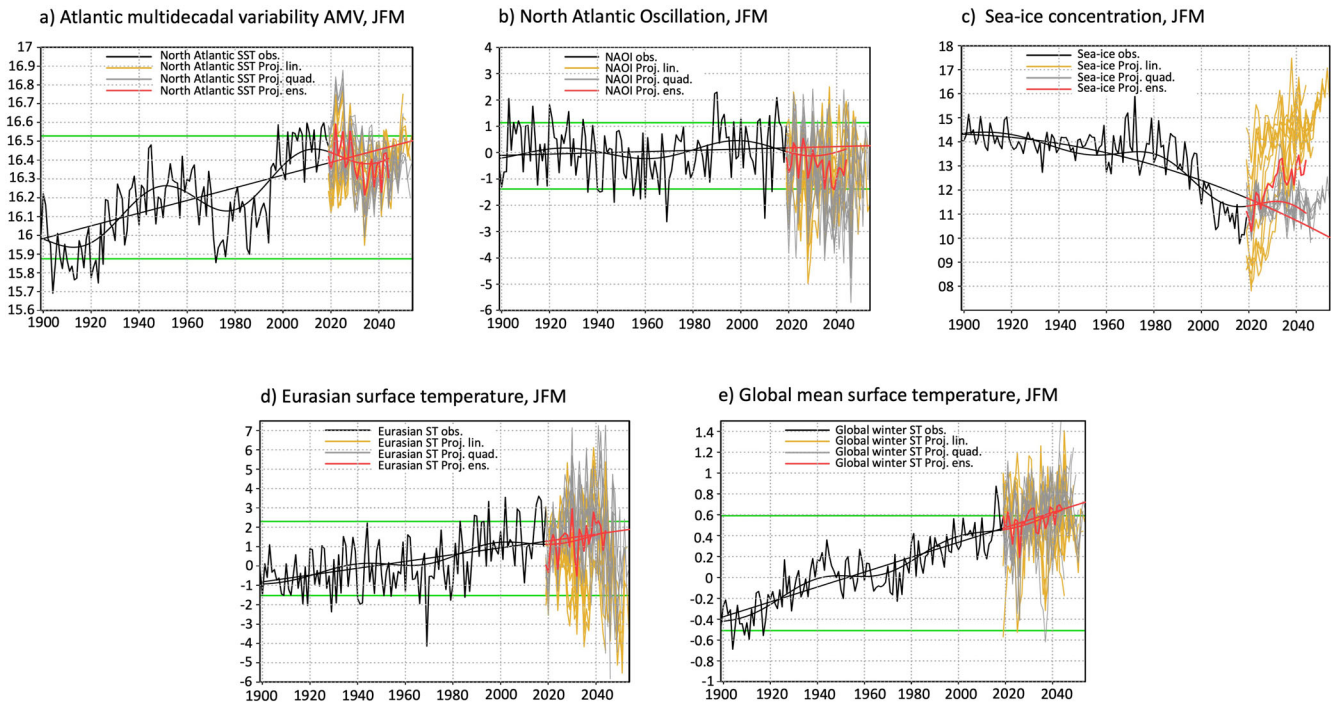 a) Atlantic multidecadal variability AMV, JFM
17
16.9
16.8
16.7
16.6
16.5
16.4
16.3
16.2
16.1
16
15.9
15.8
15.7
15.6
North Atlantic SST obs.
North Atlantic SST Proj. lin.
North Atlantic SST Proj. quad.
North Atlantic SST Proj. ens.
1900 1920 1940 1960 1980 2000 2020 2040
b) North Atlantic Oscillation, JFM
4
3
2
1
0
-1
-2
-3
-4
-5
-6
NAOI obs.
NAOI Proj. lin.
NAOI Proj. quad.
NAOI Proj. ens.
1900 1920 1940 1960 1980 2000 2020 2040
c) Sea-ice concentration, JFM
18
17
16
15
14
13
12
11
10
09
08
07
Sea-ice obs.
Sea-ice Proj. lin.
Sea-ice Proj. quad.
Sea-ice Proj. ens.
1900 1920 1940 1960 1980 2000 2020 2040
d) Eurasian surface temperature, JFM
7
6
5
4
3
2
1
0
-1
-2
-3
-4
-5
-6
Eurasian ST obs.
Eurasian ST Proj. lin.
Eurasian ST Proj. quad.
Eurasian ST Proj. ens.
1900 1920 1940 1960 1980 2000 2020 2040
e) Global mean surface temperature, JFM
1.4
1.2
1
0.8
0.6
0.4
0.2
0
-0.2
-0.4
-0.6
-0.8
-1
Global winter ST obs.
Global winter ST Proj. lin.
Global winter ST Proj. quad.
Global winter ST Proj. ens.
1900 1920 1940 1960 1980 2000 2020 2040